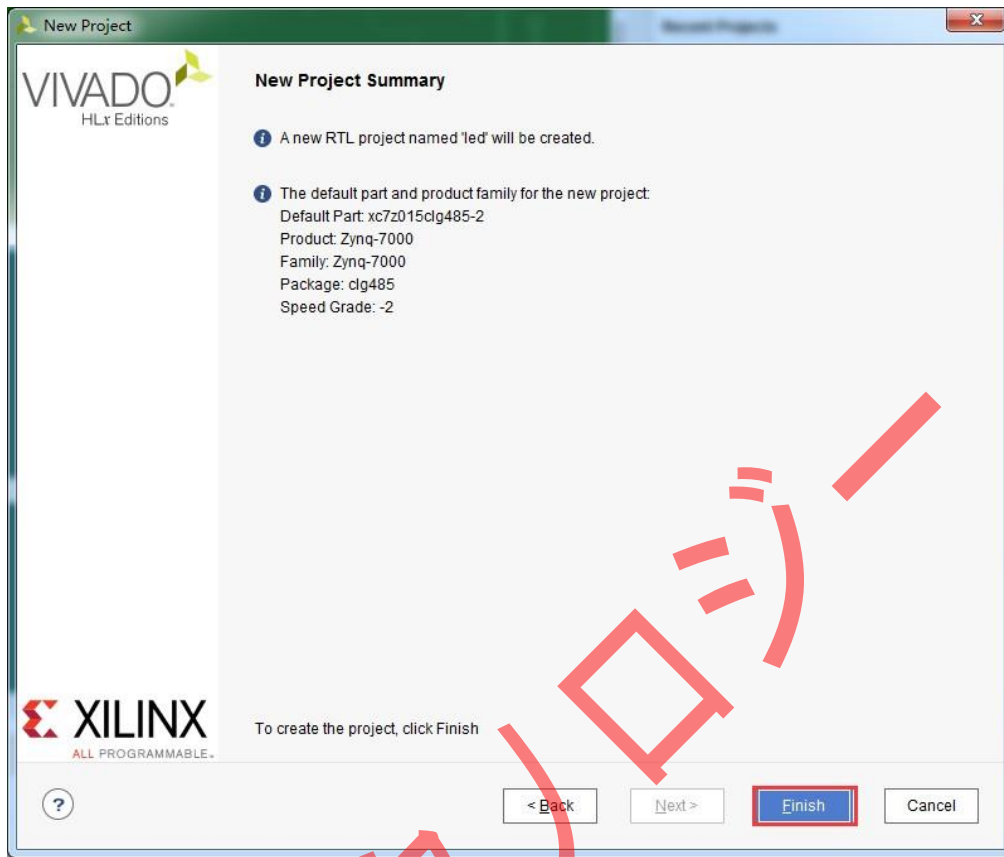 New Project
Recent Projects
VIVADO
HLx Editions
New Project Summary
A new RTL project named 'led' will be created.
The default part and product family for the new project:
Default Part: xc7z015clg485-2
Product: Zynq-7000
Family: Zynq-7000
Package: clg485
Speed Grade: -2
XILINX
ALL PROGRAMMABLE.
To create the project, click Finish
?
< Back
Next >
Finish
Cancel
ロジー